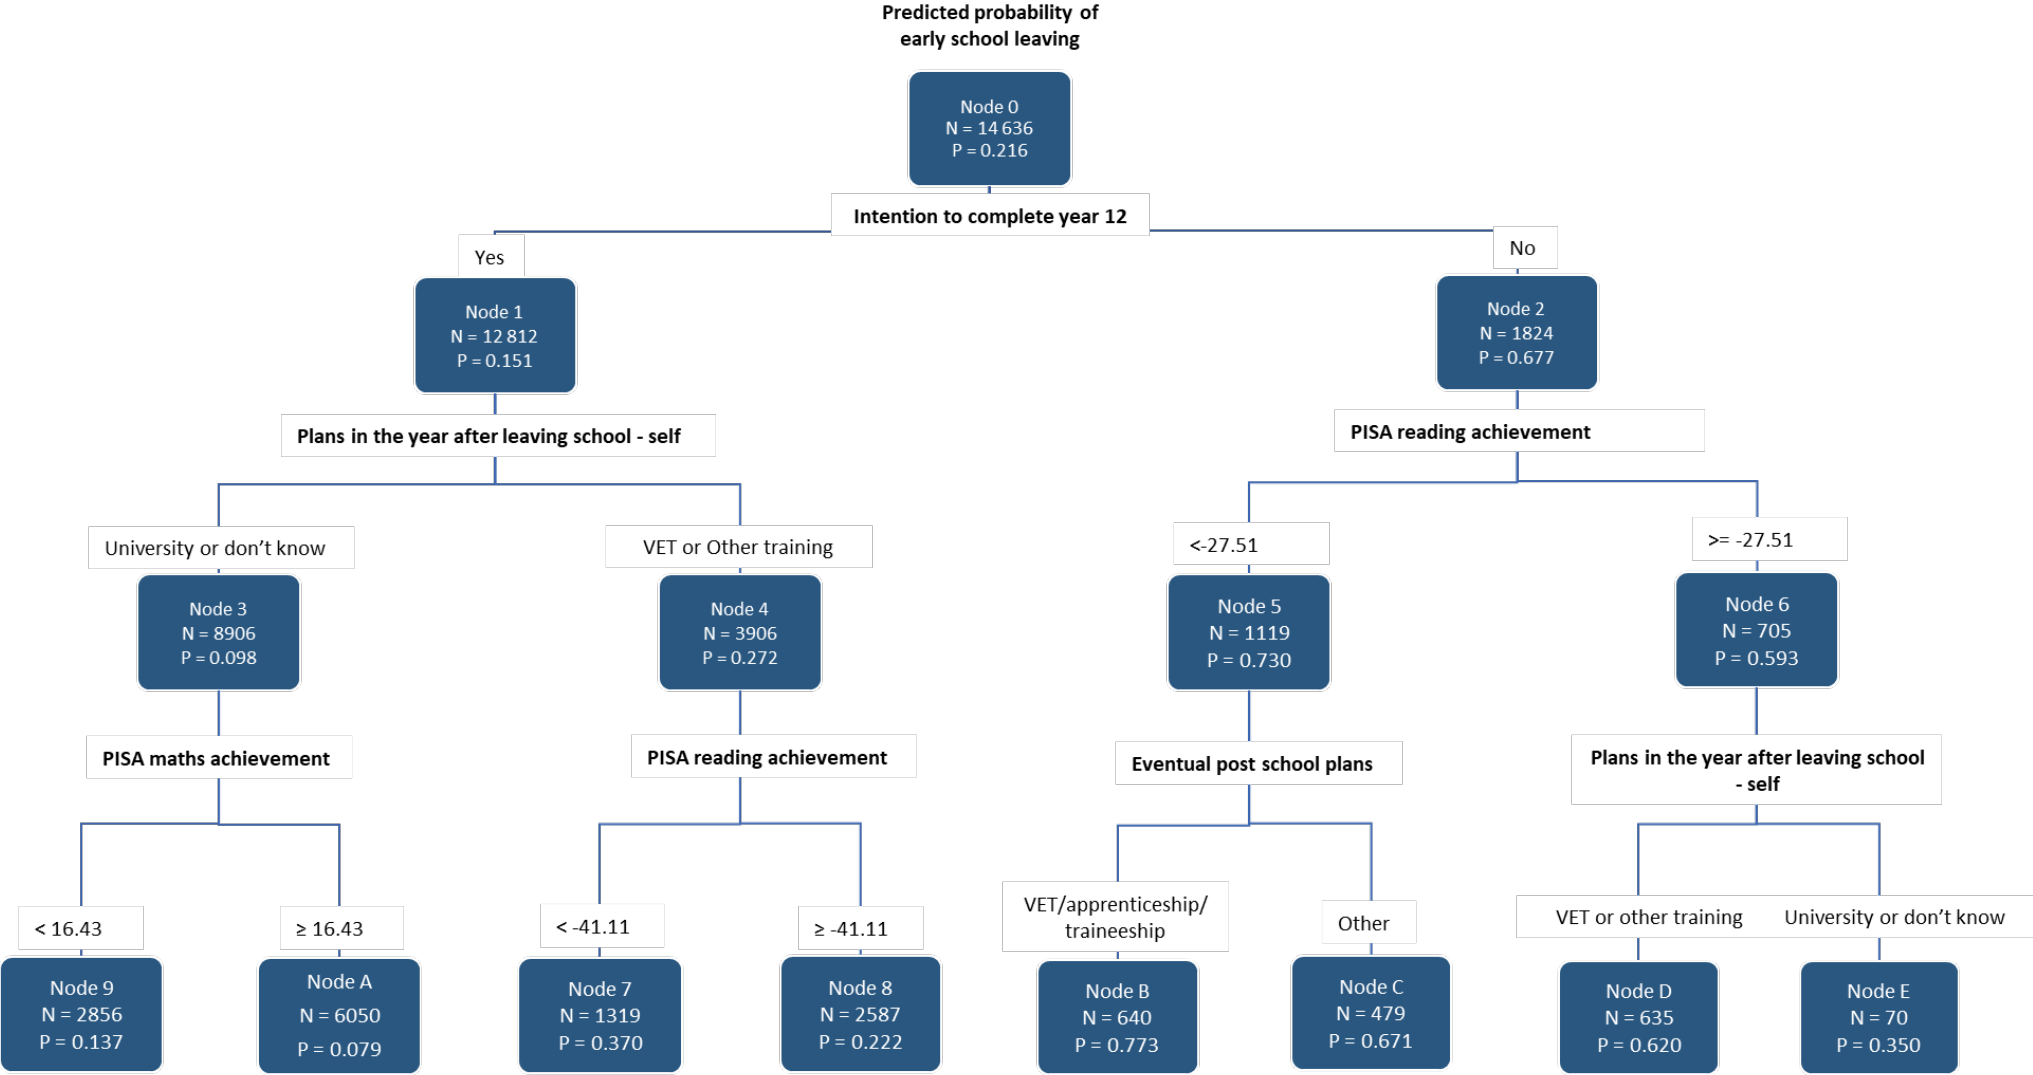 Predicted probability of
early school leaving
Node 0
N = 14 636
P = 0.216
Intention to complete year 12
Yes
No
Node 1
N = 12 812
P = 0.151
Node 2
N = 1824
P = 0.677
Plans in the year after leaving school - self
PISA reading achievement
University or don’t know
VET or Other training
<-27.51
>= -27.51
Node 3
N = 8906
P = 0.098
Node 4
N = 3906
P = 0.272
Node 5
N = 1119
P = 0.730
Node 6
N = 705
P = 0.593
PISA maths achievement
PISA reading achievement
Eventual post school plans
Plans in the year after leaving school
- self
< 16.43
≥ 16.43
< -41.11
≥ -41.11
VET/apprenticeship/
traineeship
Other
VET or other training
University or don’t know
Node 9
N = 2856
P = 0.137
Node A
N = 6050
P = 0.079
Node 7
N = 1319
P = 0.370
Node 8
N = 2587
P = 0.222
Node B
N = 640
P = 0.773
Node C
N = 479
P = 0.671
Node D
N = 635
P = 0.620
Node E
N = 70
P = 0.350